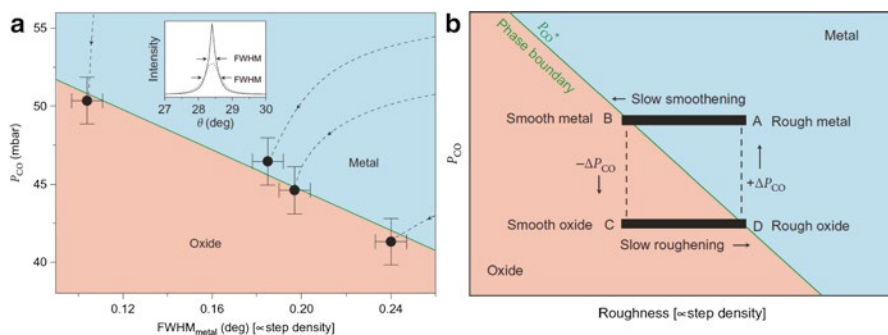 a
56
50
45
40
P_CO (mbar)
0.12
0.16
0.20
0.24
FWHM_metal (deg) [∝step density]
Metal
Oxide
Intensity
FWHM
FWHM
27
28
29
30
θ (deg)
b
P_CO*
Phase boundary
Metal
Slow smoothening
Smooth metal
B
A
Rough metal
−ΔP_CO
+ΔP_CO
P_CO
Smooth oxide
C
D
Rough oxide
Slow roughening
Oxide
Roughness [∝step density]